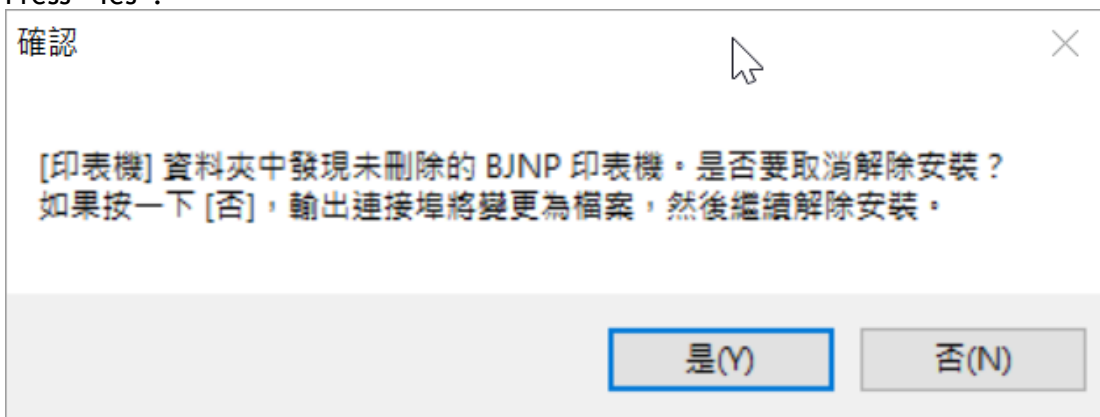 Press "Yes".
確認
[印表機] 資料夾中發現未刪除的 BJNP 印表機。是否要取消解除安裝？
如果按一下 [否]，輸出連接埠將變更為檔案，然後繼續解除安裝。
是(Y)
否(N)